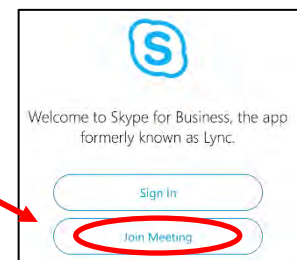 S
Welcome to Skype for Business, the app
formerly known as Lync.
Sign In
Join Meeting